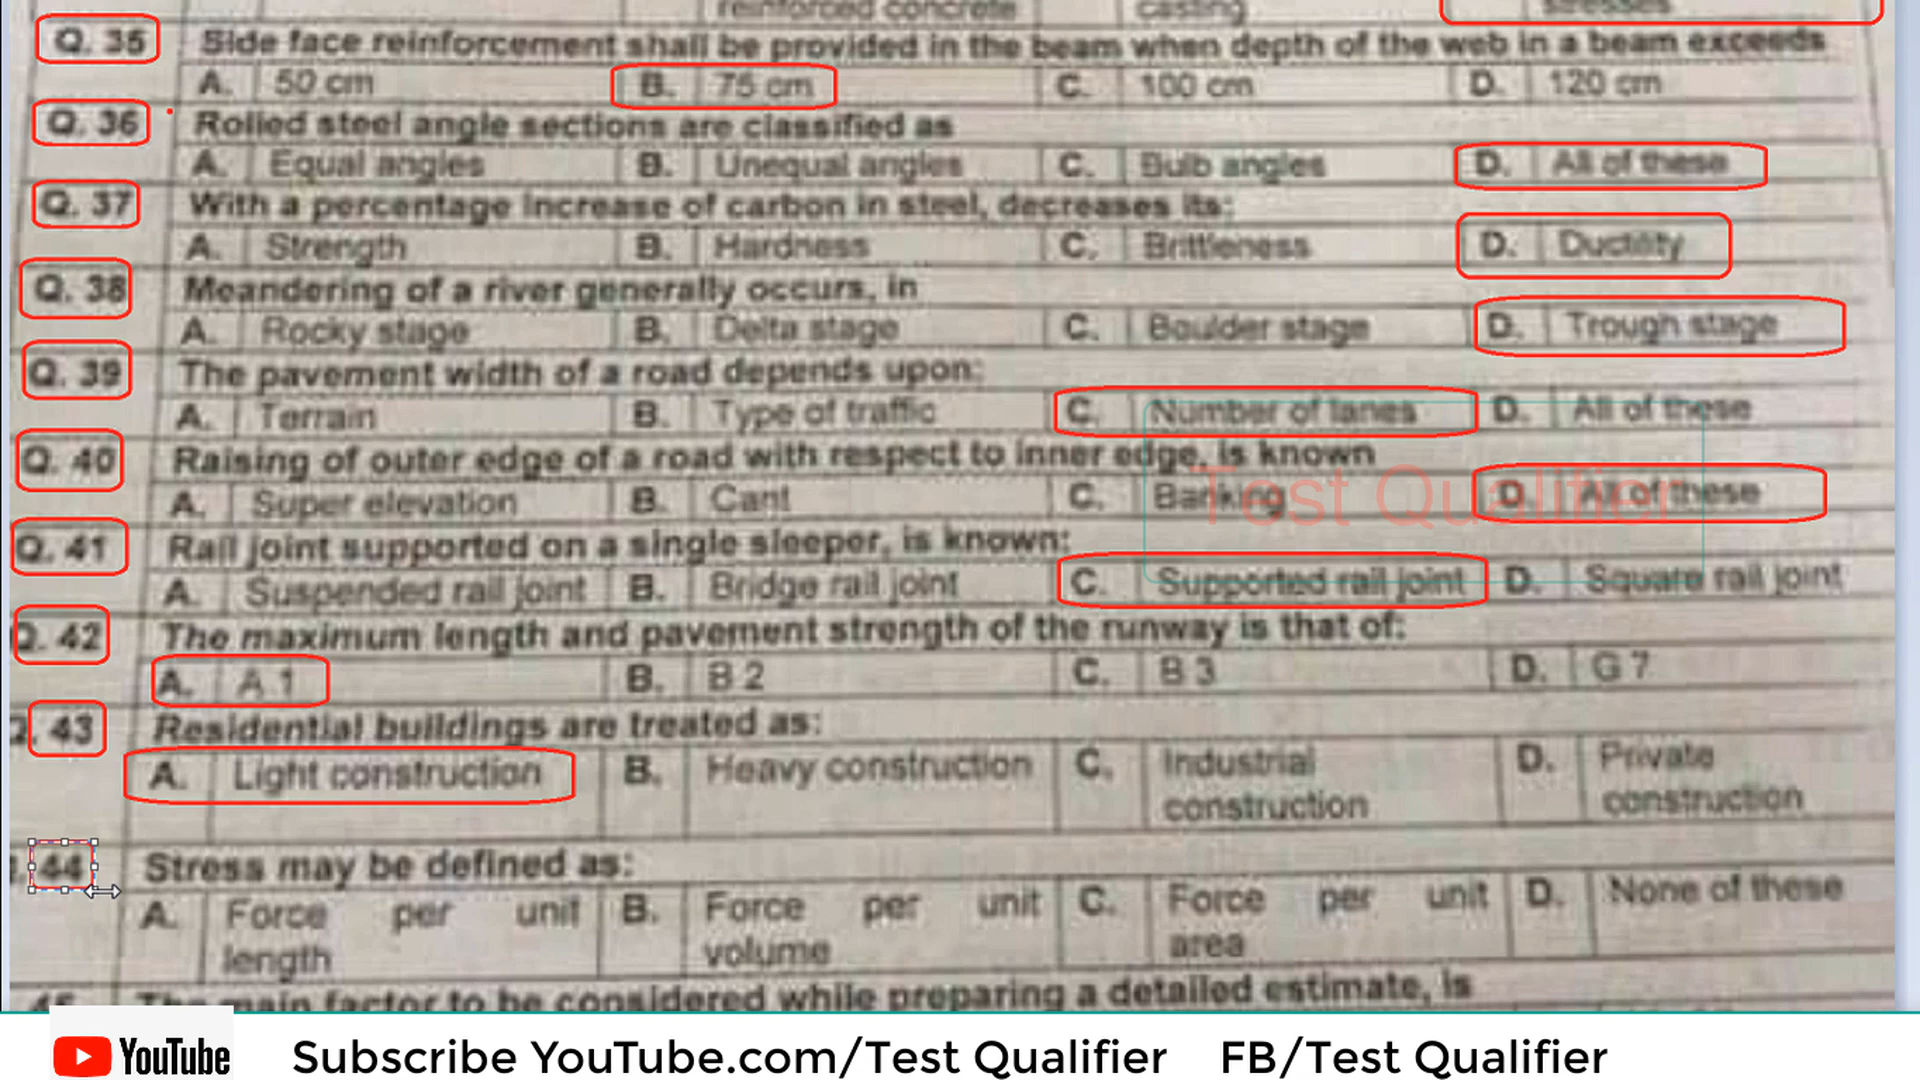 reinforced concrete casting stresses
Q. 35 Side face reinforcement shall be provided in the beam when depth of the web in a beam exceeds
A. 50 cm B. 75 cm C. 100 cm D. 120 cm
Q. 36 Rolled steel angle sections are classified as
A. Equal angles B. Unequal angles C. Bulb angles D. All of these
Q. 37 With a percentage increase of carbon in steel, decreases its:
A. Strength B. Hardness C. Brittleness D. Ductility
Q. 38 Meandering of a river generally occurs, in
A. Rocky stage B. Delta stage C. Boulder stage D. Trough stage
Q. 39 The pavement width of a road depends upon:
A. Terrain B. Type of traffic C. Number of lanes D. All of these
Q. 40 Raising of outer edge of a road with respect to inner edge, is known
A. Super elevation B. Cant C. Banking D. All of these
Test Qualifier
Q. 41 Rail joint supported on a single sleeper, is known:
A. Suspended rail joint B. Bridge rail joint C. Supported rail joint D. Square rail joint
Q. 42 The maximum length and pavement strength of the runway is that of:
A. A 1 B. B 2 C. B 3 D. G 7
Q. 43 Residential buildings are treated as:
A. Light construction B. Heavy construction C. Industrial D. Private
construction construction
44 Stress may be defined as:
A. Force per unit B. Force per unit C. Force per unit D. None of these
length volume area
45 The main factor to be considered while preparing a detailed estimate, is
YouTube Subscribe YouTube.com/Test Qualifier FB/Test Qualifier